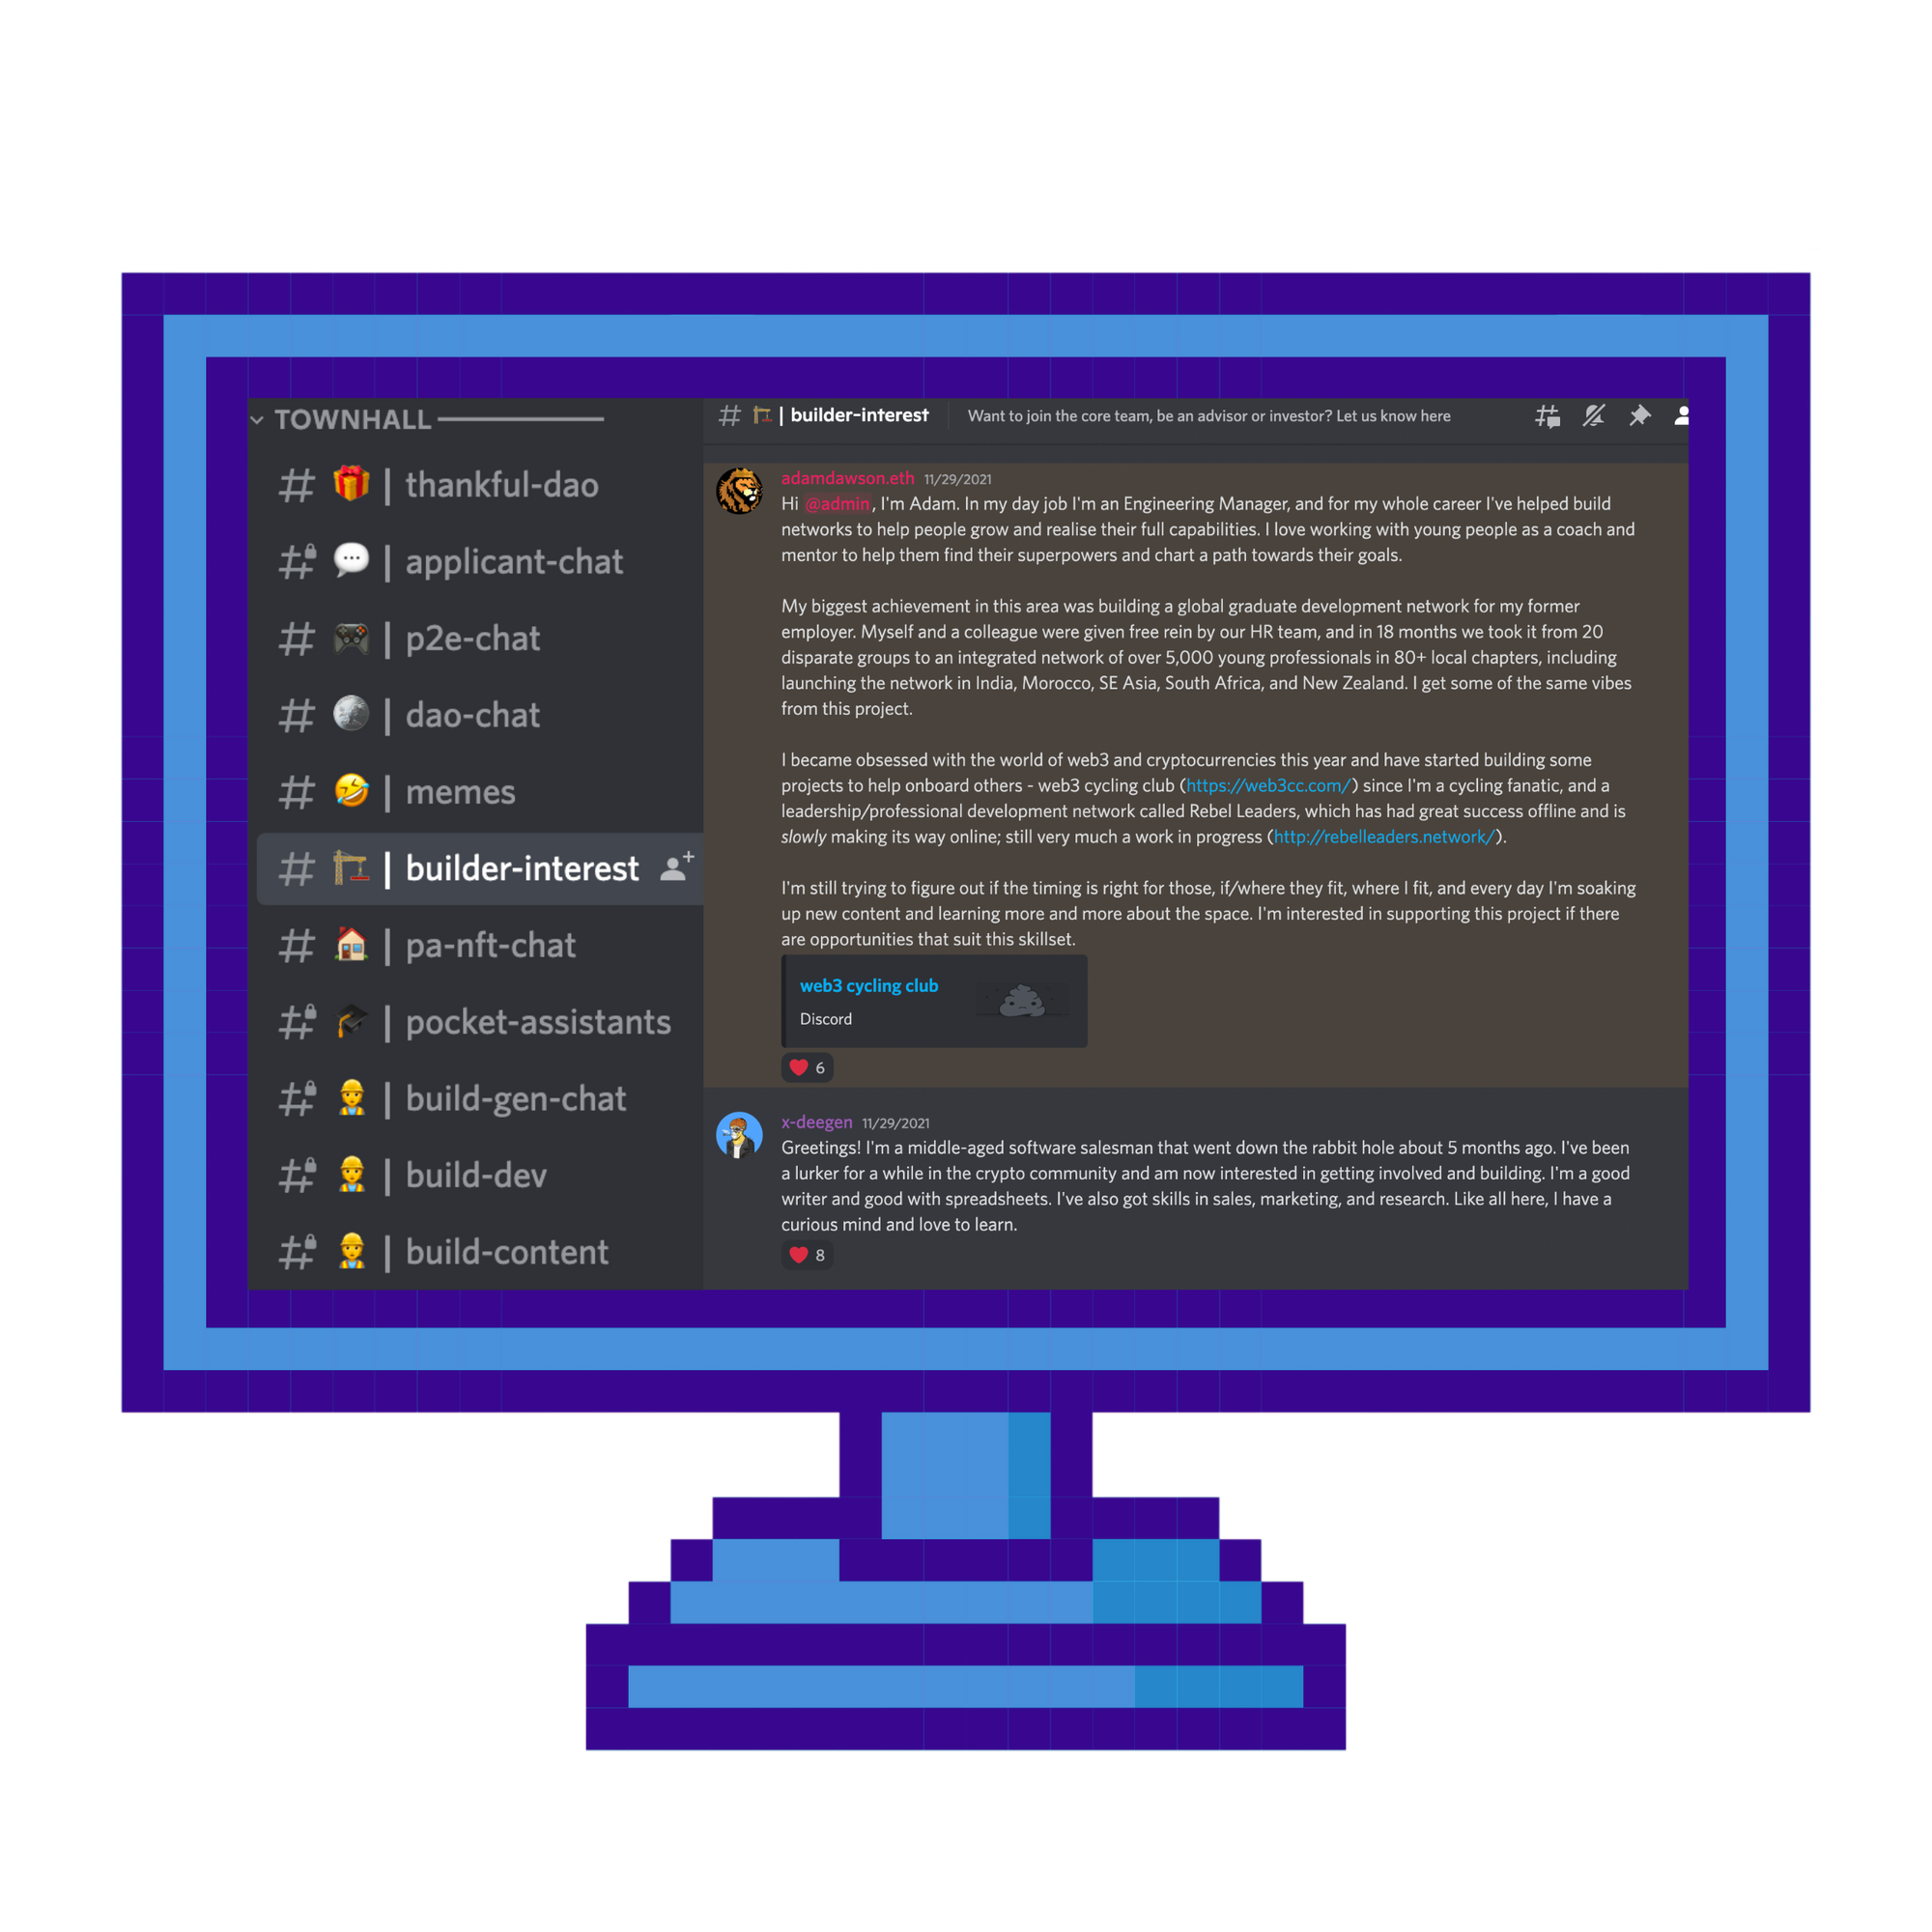 TOWNHALL
# 🎁 | thankful-dao
# 💬 | applicant-chat
# 🎮 | p2e-chat
# 🌕 | dao-chat
# 🤣 | memes
# 🏗️ | builder-interest
# 🏠 | pa-nft-chat
# 🎓 | pocket-assistants
# 👷 | build-gen-chat
# 👷 | build-dev
# 👷 | build-content
# 🏗️ | builder-interest Want to join the core team, be an advisor or investor? Let us know here
adamdawson.eth 11/29/2021
Hi @admin, I'm Adam. In my day job I'm an Engineering Manager, and for my whole career I've helped build
networks to help people grow and realise their full capabilities. I love working with young people as a coach and
mentor to help them find their superpowers and chart a path towards their goals.
My biggest achievement in this area was building a global graduate development network for my former
employer. Myself and a colleague were given free rein by our HR team, and in 18 months we took it from 20
disparate groups to an integrated network of over 5,000 young professionals in 80+ local chapters, including
launching the network in India, Morocco, SE Asia, South Africa, and New Zealand. I get some of the same vibes
from this project.
I became obsessed with the world of web3 and cryptocurrencies this year and have started building some
projects to help onboard others - web3 cycling club (https://web3cc.com/) since I'm a cycling fanatic, and a
leadership/professional development network called Rebel Leaders, which has had great success offline and is
slowly making its way online; still very much a work in progress (http://rebelleaders.network/).
I'm still trying to figure out if the timing is right for those, if/where they fit, where I fit, and every day I'm soaking
up new content and learning more and more about the space. I'm interested in supporting this project if there
are opportunities that suit this skillset.
web3 cycling club
Discord
❤️ 6
x-deegen 11/29/2021
Greetings! I'm a middle-aged software salesman that went down the rabbit hole about 5 months ago. I've been
a lurker for a while in the crypto community and am now interested in getting involved and building. I'm a good
writer and good with spreadsheets. I've also got skills in sales, marketing, and research. Like all here, I have a
curious mind and love to learn.
❤️ 8